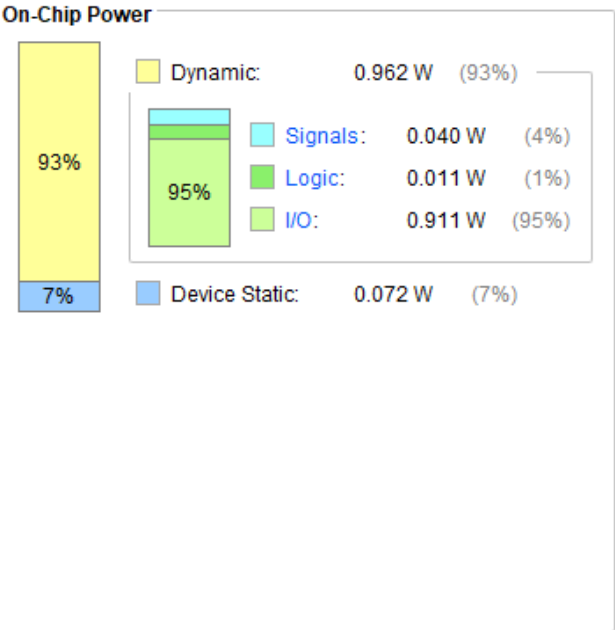 On-Chip Power
Dynamic: 0.962 W (93%)
93%
Signals: 0.040 W (4%)
Logic: 0.011 W (1%)
95%
I/O: 0.911 W (95%)
7%
Device Static: 0.072 W (7%)